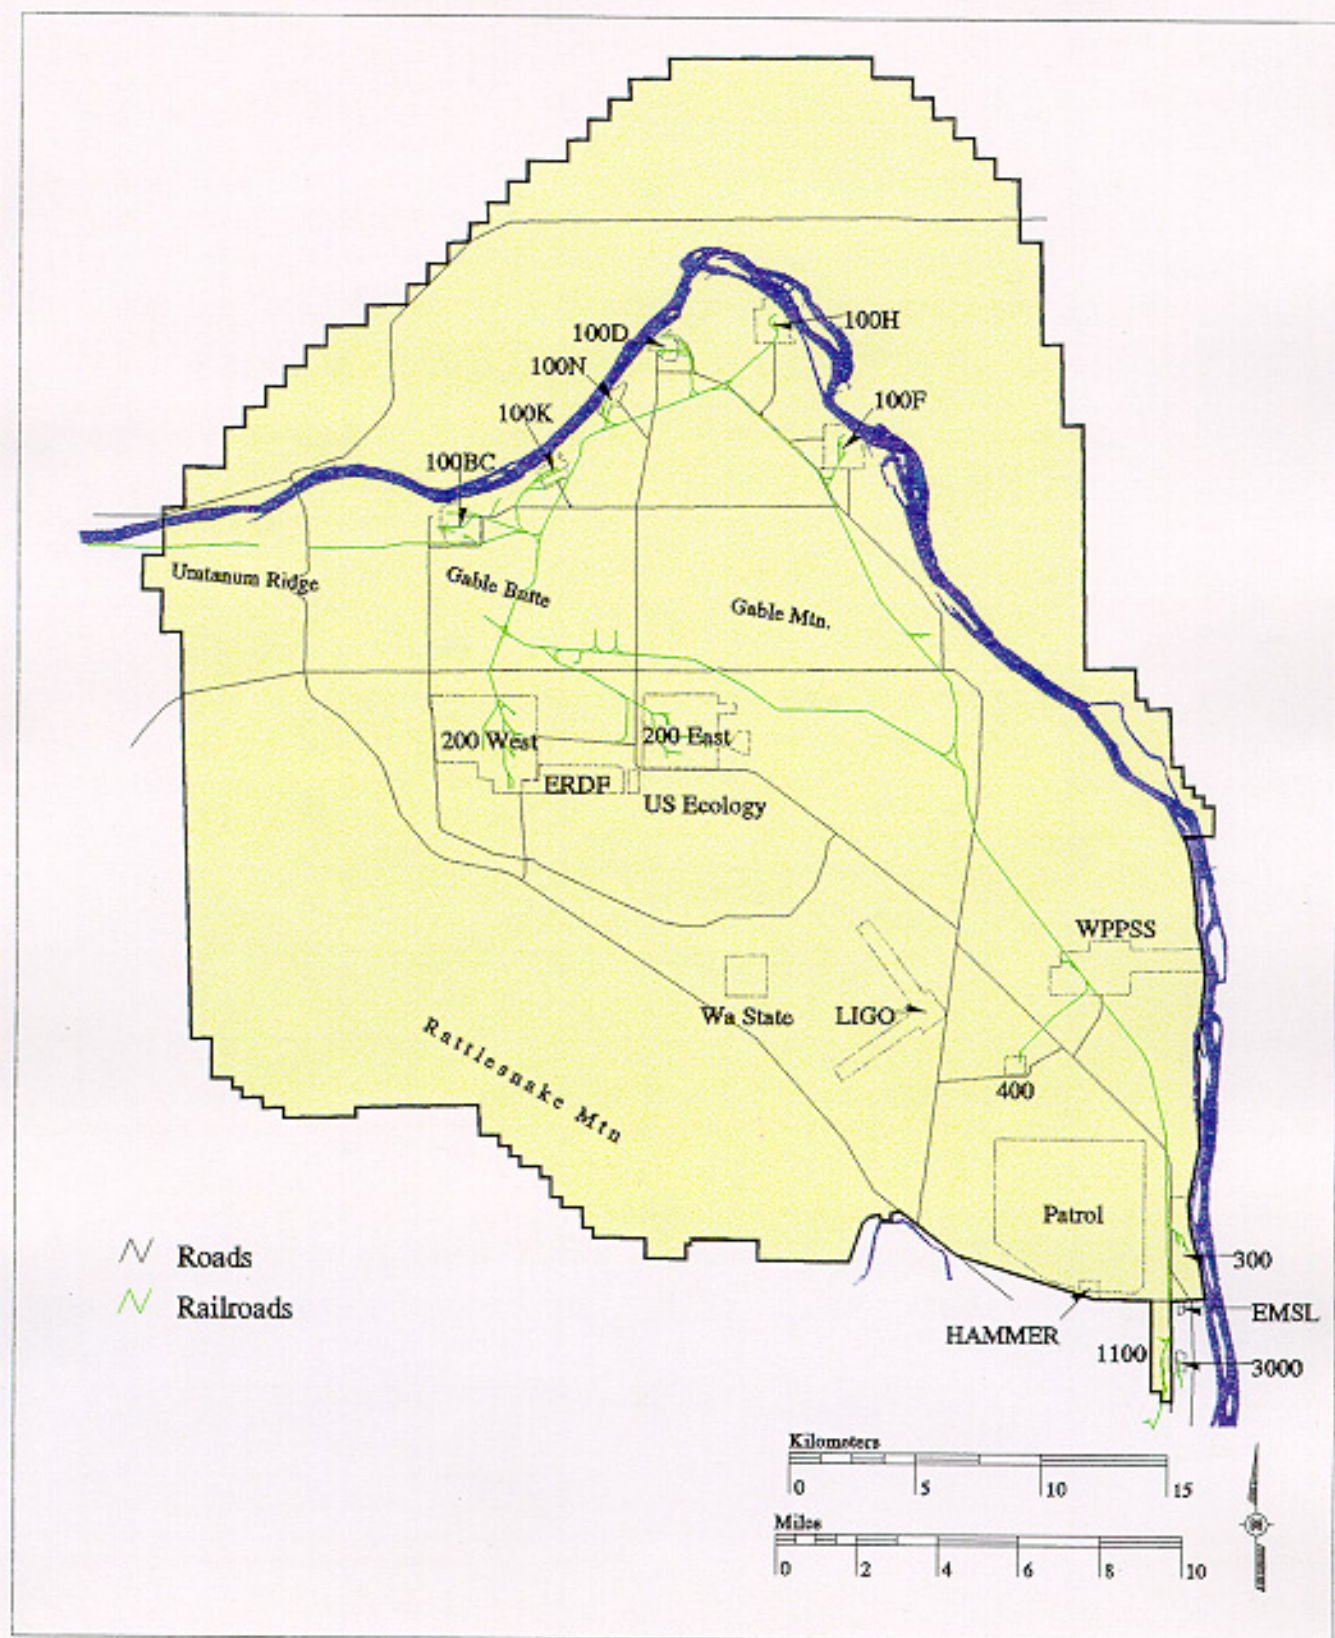 100H
100D
100N
100F
100K
100BC
Umtanum Ridge
Gable Butte
Gable Mtn.
200 West
200 East
ERDF
US Ecology
WPPSS
Wa State
LIGO
Rattlesnake Mtn
400
Patrol
Roads
300
Railroads
EMSL
HAMMER
1100
3000
Kilometers
0 5 10 15
Miles
0 2 4 6 8 10